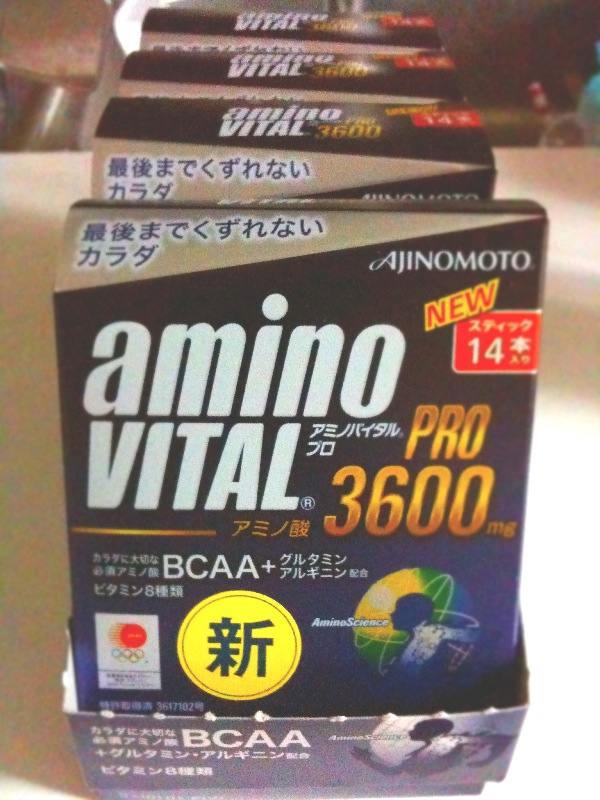 amino
VITAL
14本
amino
VITAL PRO
3600
14本
amino
VITAL PRO
3600
14本
最後までくずれない
カラダ
AJINOMOTO
最後までくずれない
カラダ
AJINOMOTO
NEW
スティック
14本
入り
amino
VITAL®
アミノバイタル®
プロ
PRO
アミノ酸
3600mg
カラダに大切な
必須アミノ酸
BCAA+
グルタミン
アルギニン配合
ビタミン8種類
新
AminoScience
特許取得済 3617102号
カラダに大切な
必須アミノ酸
BCAA
+グルタミン・アルギニン配合
ビタミン8種類
AminoScience